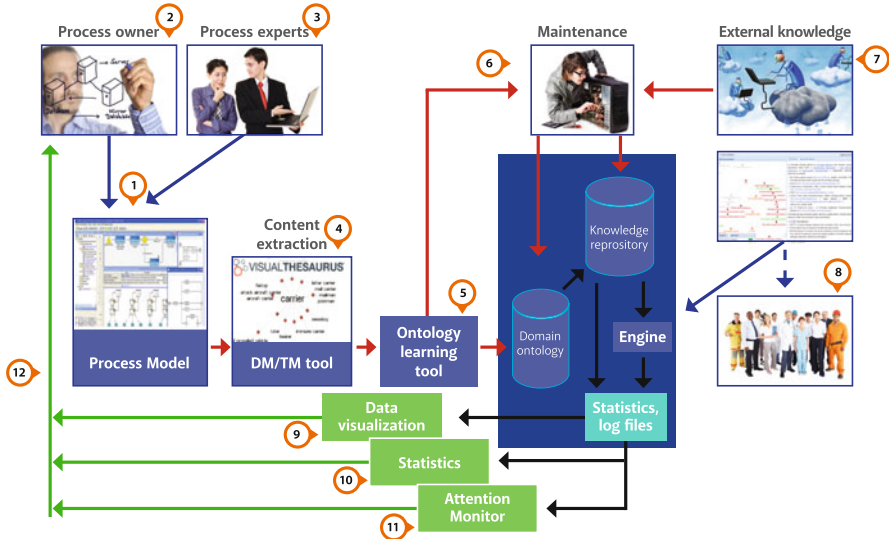 2
3
Process owner
Process experts
Maintenance
External knowledge
6
7
1
Content
extraction
4
VISUALTHESAURUS
carrier
5
Knowledge
reprository
8
Domain
ontology
Engine
Process Model
DM/TM tool
Ontology
learning
tool
12
Data
visualization
Statistics,
log files
9
Statistics
10
Attention
Monitor
11